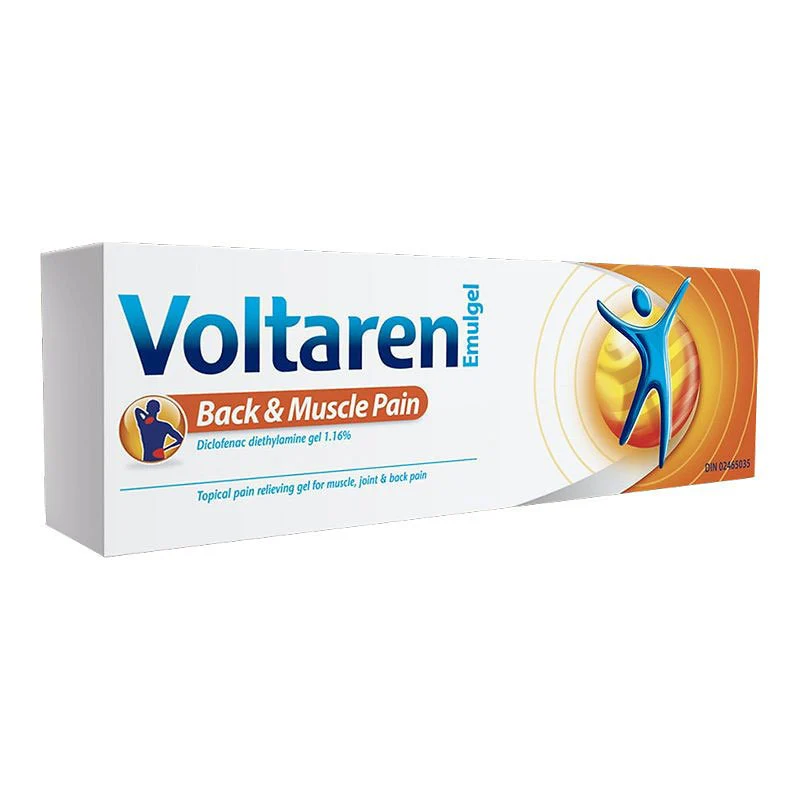 Voltaren
Emulgel
Back & Muscle Pain
Diclofenac diethylamine gel 1.16%
Topical pain relieving gel for muscle, joint & back pain
DIN 02465035